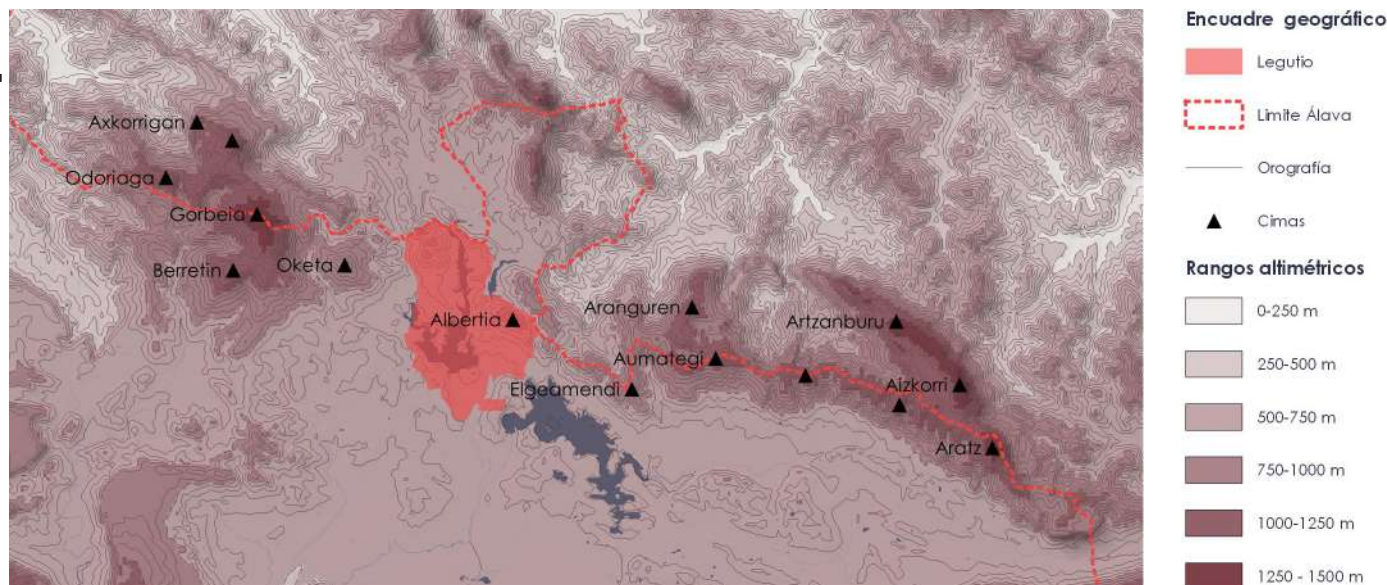 Encuadre geográfico
Legutio
Límite Álava
Orografía
Cimas
Rangos altimétricos
0-250 m
250-500 m
500-750 m
750-1000 m
1000-1250 m
1250 - 1500 m
Axkorrigan
Odoriaga
Gorbeia
Berretin
Oketa
Albertia
Elgeamendi
Aranguren
Aumategi
Artzanburu
Aizkorri
Aratz